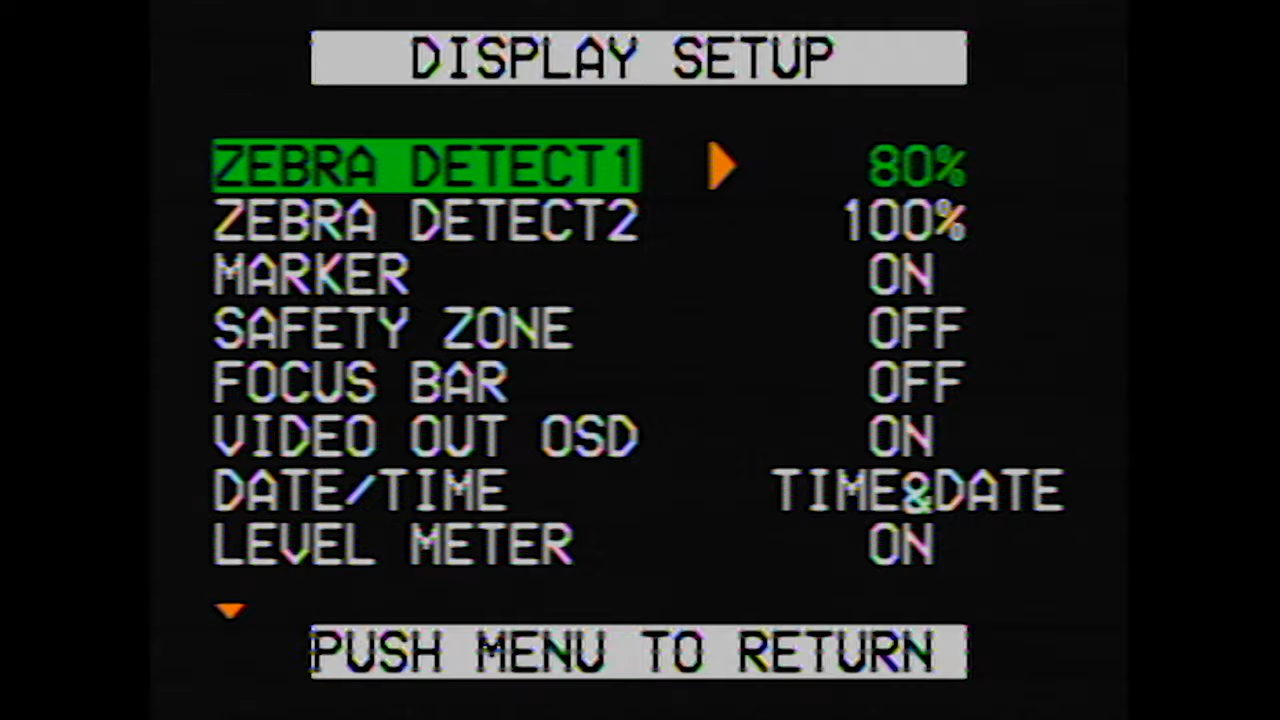 DISPLAY SETUP
ZEBRA DETECT1 80%
ZEBRA DETECT2 100%
MARKER ON
SAFETY ZONE OFF
FOCUS BAR OFF
VIDEO OUT OSD ON
DATE/TIME TIME&DATE
LEVEL METER ON
PUSH MENU TO RETURN